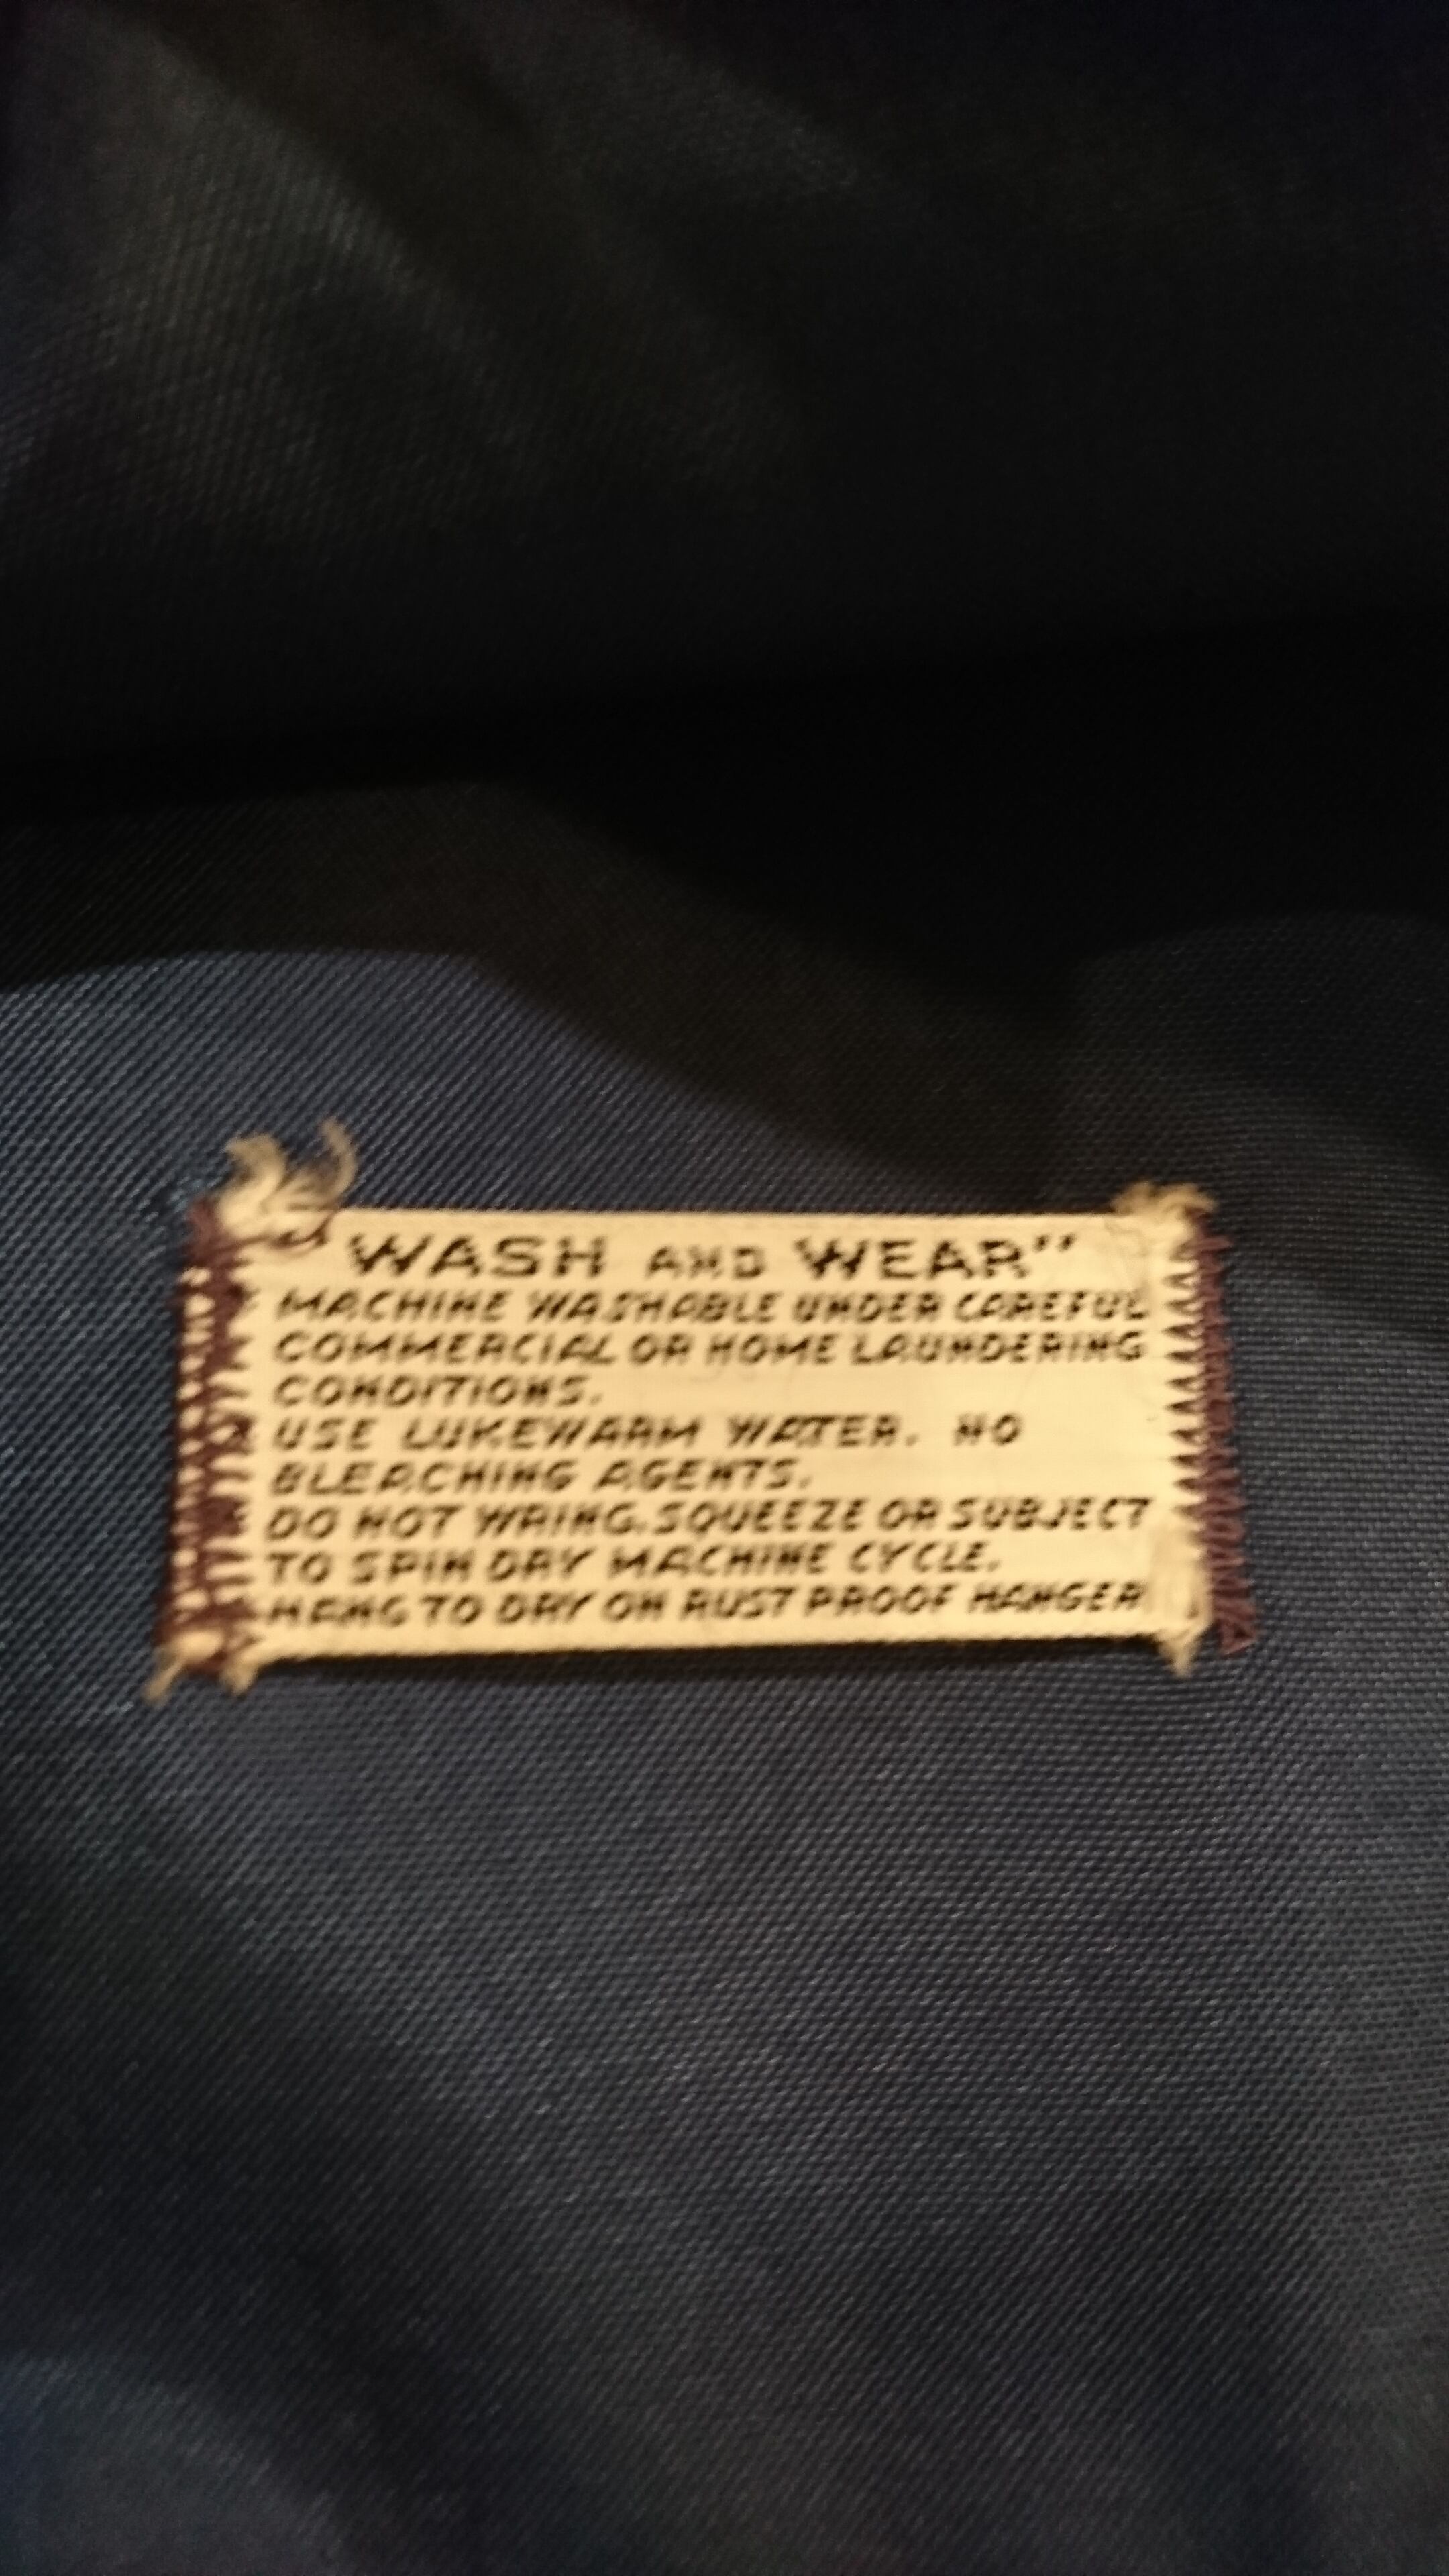 "WASH AND WEAR"
MACHINE WASHABLE UNDER CAREFUL
COMMERCIAL OR HOME LAUNDERING
CONDITIONS.
USE LUKEWARM WATER. NO
BLEACHING AGENTS.
DO NOT WRING, SQUEEZE OR SUBJECT
TO SPIN DRY MACHINE CYCLE.
HANG TO DRY ON RUST PROOF HANGER